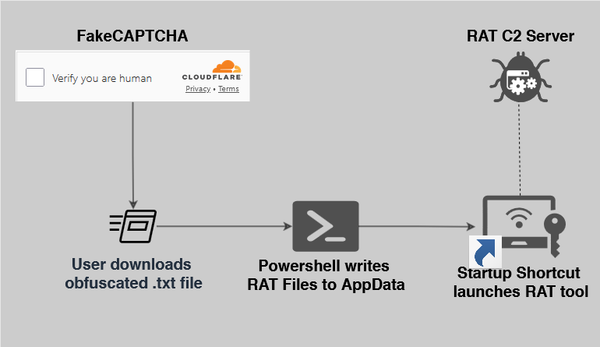 FakeCAPTCHA
RAT C2 Server
Verify you are human
CLOUDFLARE
Privacy • Terms
User downloads
obfuscated .txt file
Powershell writes
RAT Files to AppData
Startup Shortcut
launches RAT tool